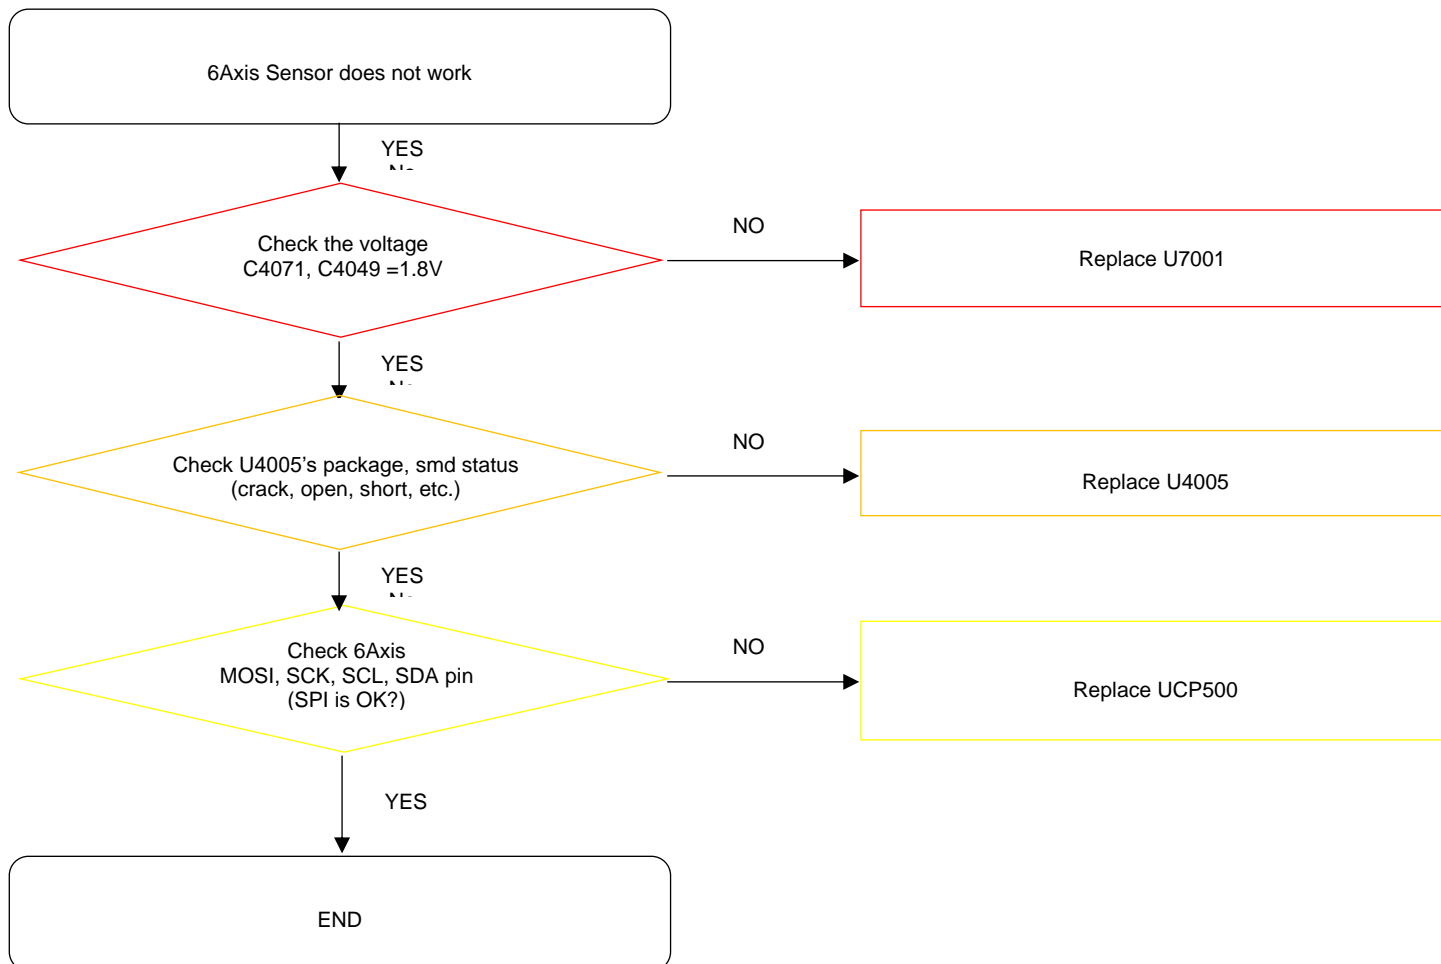 6Axis Sensor does not work
YES
Check the voltage
C4071, C4049 =1.8V
NO
Replace U7001
YES
Check U4005’s package, smd status
(crack, open, short, etc.)
NO
Replace U4005
YES
Check 6Axis
MOSI, SCK, SCL, SDA pin
(SPI is OK?)
NO
Replace UCP500
YES
END